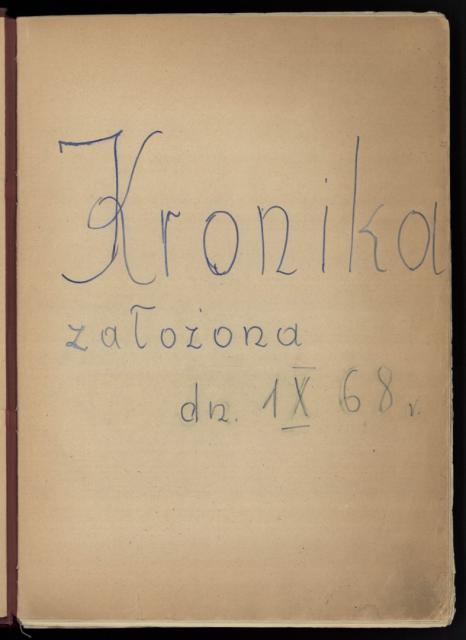 Kronika
założona
dn. 1 X 68 r.